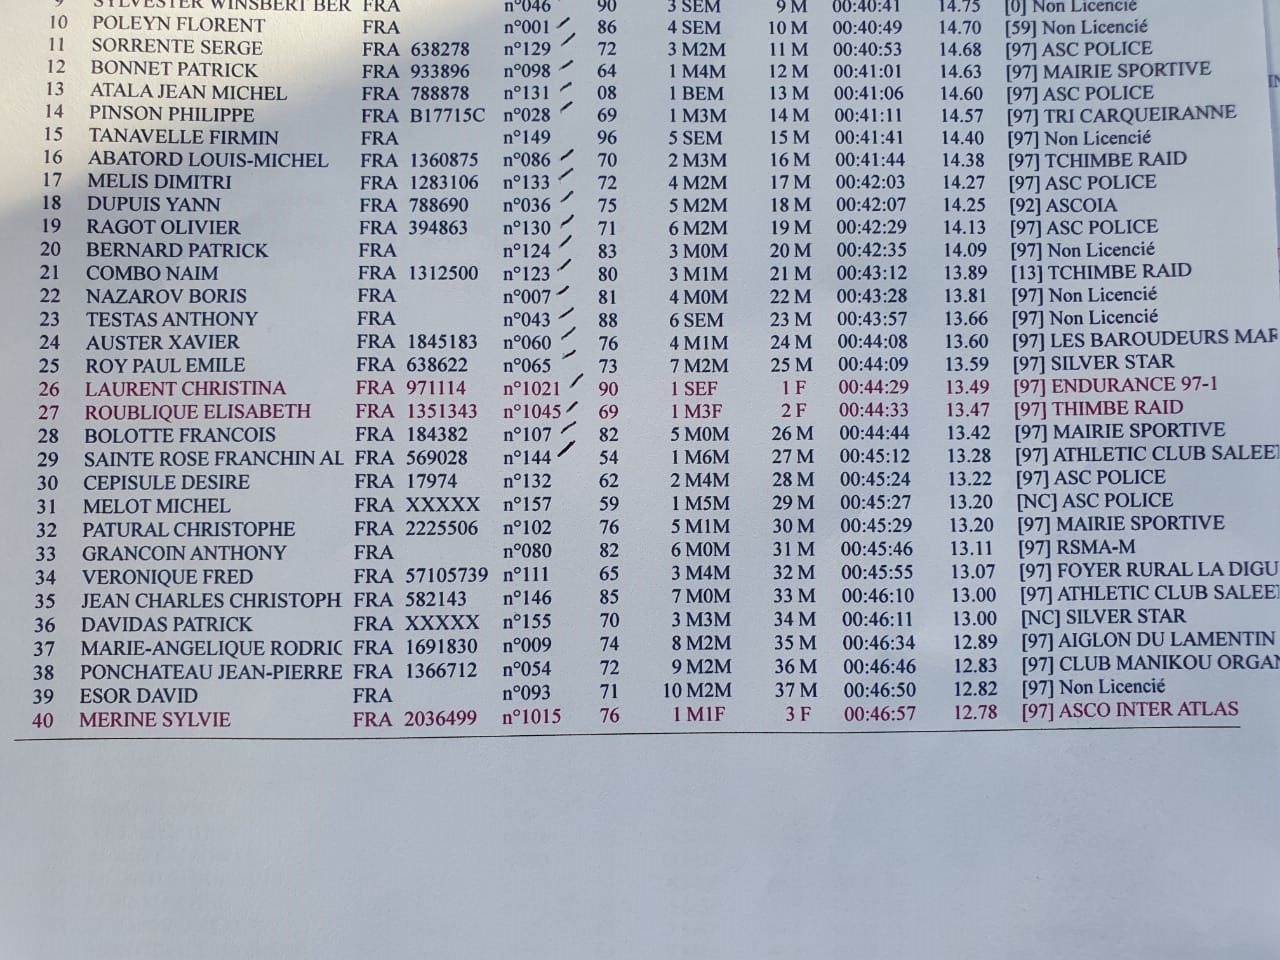 9 SYLVESTER WINSBERT BER FRA n°046 90 3 SEM 9 M 00:40:41 14.75 [0] Non Licencié
10 POLEYN FLORENT FRA n°001 86 4 SEM 10 M 00:40:49 14.70 [59] Non Licencié
11 SORRENTE SERGE FRA 638278 n°129 72 3 M2M 11 M 00:40:53 14.68 [97] ASC POLICE
12 BONNET PATRICK FRA 933896 n°098 64 1 M4M 12 M 00:41:01 14.63 [97] MAIRIE SPORTIVE
13 ATALA JEAN MICHEL FRA 788878 n°131 08 1 BEM 13 M 00:41:06 14.60 [97] ASC POLICE
14 PINSON PHILIPPE FRA B17715C n°028 69 1 M3M 14 M 00:41:11 14.57 [97] TRI CARQUEIRANNE
15 TANAVELLE FIRMIN FRA n°149 96 5 SEM 15 M 00:41:41 14.40 [97] Non Licencié
16 ABATORD LOUIS-MICHEL FRA 1360875 n°086 70 2 M3M 16 M 00:41:44 14.38 [97] TCHIMBE RAID
17 MELIS DIMITRI FRA 1283106 n°133 72 4 M2M 17 M 00:42:03 14.27 [97] ASC POLICE
18 DUPUIS YANN FRA 788690 n°036 75 5 M2M 18 M 00:42:07 14.25 [92] ASCOIA
19 RAGOT OLIVIER FRA 394863 n°130 71 6 M2M 19 M 00:42:29 14.13 [97] ASC POLICE
20 BERNARD PATRICK FRA n°124 83 3 M0M 20 M 00:42:35 14.09 [97] Non Licencié
21 COMBO NAIM FRA 1312500 n°123 80 3 M1M 21 M 00:43:12 13.89 [13] TCHIMBE RAID
22 NAZAROV BORIS FRA n°007 81 4 M0M 22 M 00:43:28 13.81 [97] Non Licencié
23 TESTAS ANTHONY FRA n°043 88 6 SEM 23 M 00:43:57 13.66 [97] Non Licencié
24 AUSTER XAVIER FRA 1845183 n°060 76 4 M1M 24 M 00:44:08 13.60 [97] LES BAROUDEURS MAR
25 ROY PAUL EMILE FRA 638622 n°065 73 7 M2M 25 M 00:44:09 13.59 [97] SILVER STAR
26 LAURENT CHRISTINA FRA 971114 n°1021 90 1 SEF 1 F 00:44:29 13.49 [97] ENDURANCE 97-1
27 ROUBLIQUE ELISABETH FRA 1351343 n°1045 69 1 M3F 2 F 00:44:33 13.47 [97] THIMBE RAID
28 BOLOTTE FRANCOIS FRA 184382 n°107 82 5 M0M 26 M 00:44:44 13.42 [97] MAIRIE SPORTIVE
29 SAINTE ROSE FRANCHIN AL FRA 569028 n°144 54 1 M6M 27 M 00:45:12 13.28 [97] ATHLETIC CLUB SALEE
30 CEPISULE DESIRE FRA 17974 n°132 62 2 M4M 28 M 00:45:24 13.22 [97] ASC POLICE
31 MELOT MICHEL FRA XXXXX n°157 59 1 M5M 29 M 00:45:27 13.20 [NC] ASC POLICE
32 PATURAL CHRISTOPHE FRA 2225506 n°102 76 5 M1M 30 M 00:45:29 13.20 [97] MAIRIE SPORTIVE
33 GRANCOIN ANTHONY FRA n°080 82 6 M0M 31 M 00:45:46 13.11 [97] RSMA-M
34 VERONIQUE FRED FRA 57105739 n°111 65 3 M4M 32 M 00:45:55 13.07 [97] FOYER RURAL LA DIGU
35 JEAN CHARLES CHRISTOPH FRA 582143 n°146 85 7 M0M 33 M 00:46:10 13.00 [97] ATHLETIC CLUB SALEE
36 DAVIDAS PATRICK FRA XXXXX n°155 70 3 M3M 34 M 00:46:11 13.00 [NC] SILVER STAR
37 MARIE-ANGELIQUE RODRIC FRA 1691830 n°009 74 8 M2M 35 M 00:46:34 12.89 [97] AIGLON DU LAMENTIN
38 PONCHATEAU JEAN-PIERRE FRA 1366712 n°054 72 9 M2M 36 M 00:46:46 12.83 [97] CLUB MANIKOU ORGAN
39 ESOR DAVID FRA n°093 71 10 M2M 37 M 00:46:50 12.82 [97] Non Licencié
40 MERINE SYLVIE FRA 2036499 n°1015 76 1 M1F 3 F 00:46:57 12.78 [97] ASCO INTER ATLAS